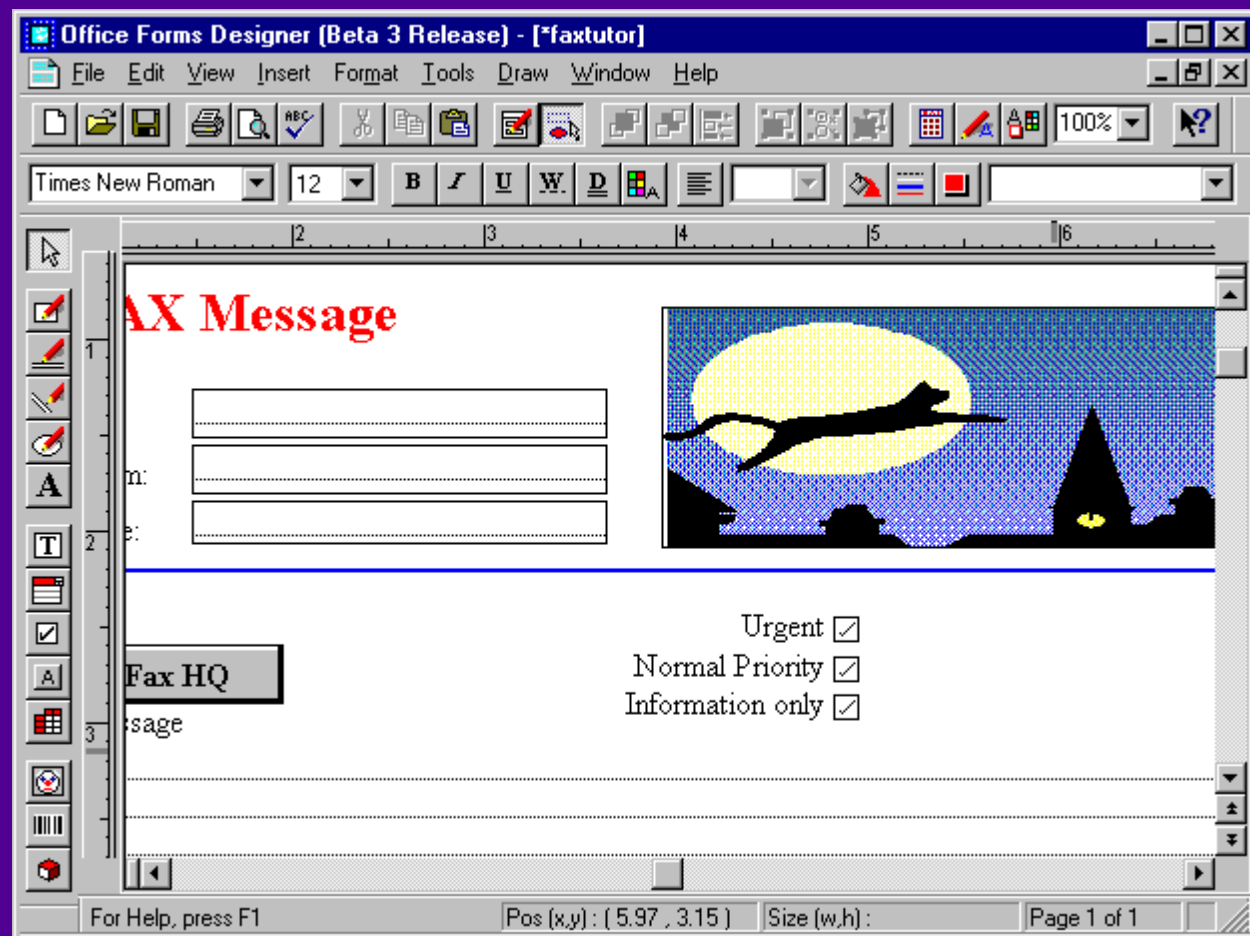 Office Forms Designer (Beta 3 Release) - [*faxtutor]
File Edit View Insert Format Tools Draw Window Help
ABC 100% ?
Times New Roman 12 B I U W. D A
2 3 4 5 6
AX Message
1
m:
A
e:
T
2
Urgent
Normal Priority
A
Fax HQ
Information only
ssage
3
For Help, press F1 Pos (x,y) : ( 5.97 , 3.15 ) Size (w,h) : Page 1 of 1